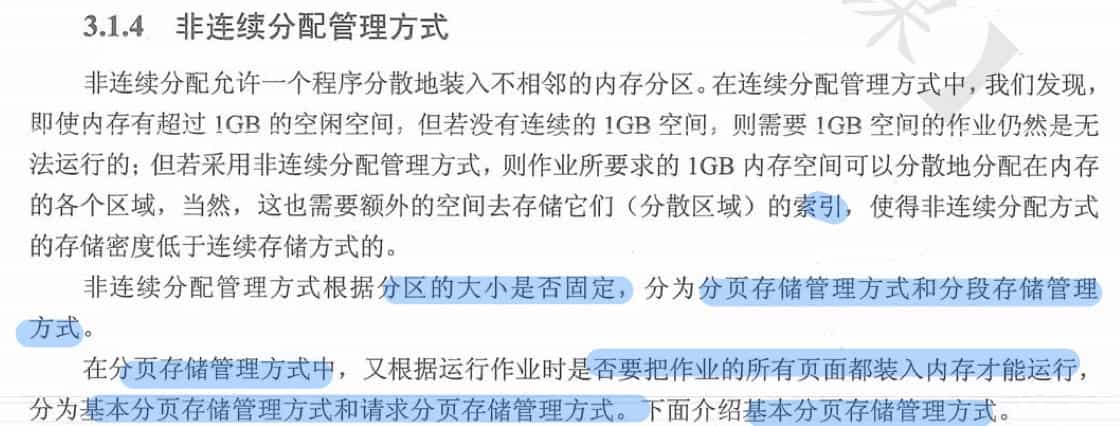 3.1.4 非连续分配管理方式
非连续分配允许一个程序分散地装入不相邻的内存分区。在连续分配管理方式中，我们发现，
即使内存有超过 1GB 的空闲空间，但若没有连续的 1GB 空间，则需要 1GB 空间的作业仍然是无
法运行的；但若采用非连续分配管理方式，则作业所要求的 1GB 内存空间可以分散地分配在内存
的各个区域，当然，这也需要额外的空间去存储它们（分散区域）的索引，使得非连续分配方式
的存储密度低于连续存储方式的。
非连续分配管理方式根据分区的大小是否固定，分为分页存储管理方式和分段存储管理
方式。
在分页存储管理方式中，又根据运行作业时是否要把作业的所有页面都装入内存才能运行，
分为基本分页存储管理方式和请求分页存储管理方式。下面介绍基本分页存储管理方式。